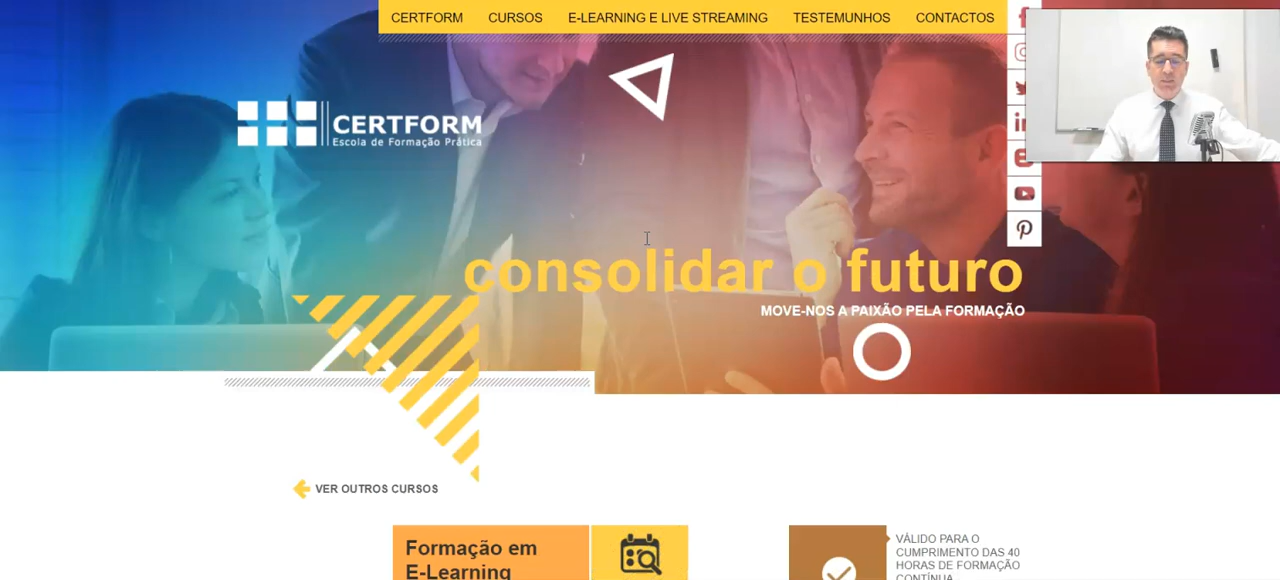 CERTFORM
CURSOS
E-LEARNING E LIVE STREAMING
TESTEMUNHOS
CONTACTOS
CERTFORM
Escola de Formação Prática
consolidar o futuro
MOVE-NOS A PAIXÃO PELA FORMAÇÃO
VER OUTROS CURSOS
Formação em
E-Learning
VÁLIDO PARA O
CUMPRIMENTO DAS 40
HORAS DE FORMAÇÃO
CONTÍNUA